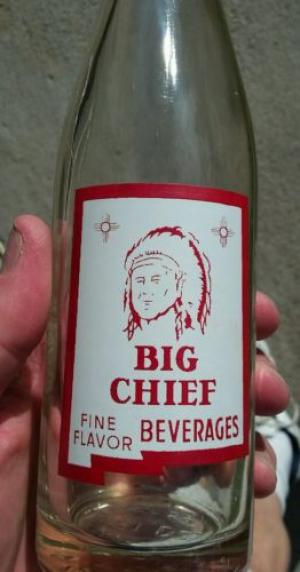 BIG
CHIEF
FINE
FLAVOR
BEVERAGES